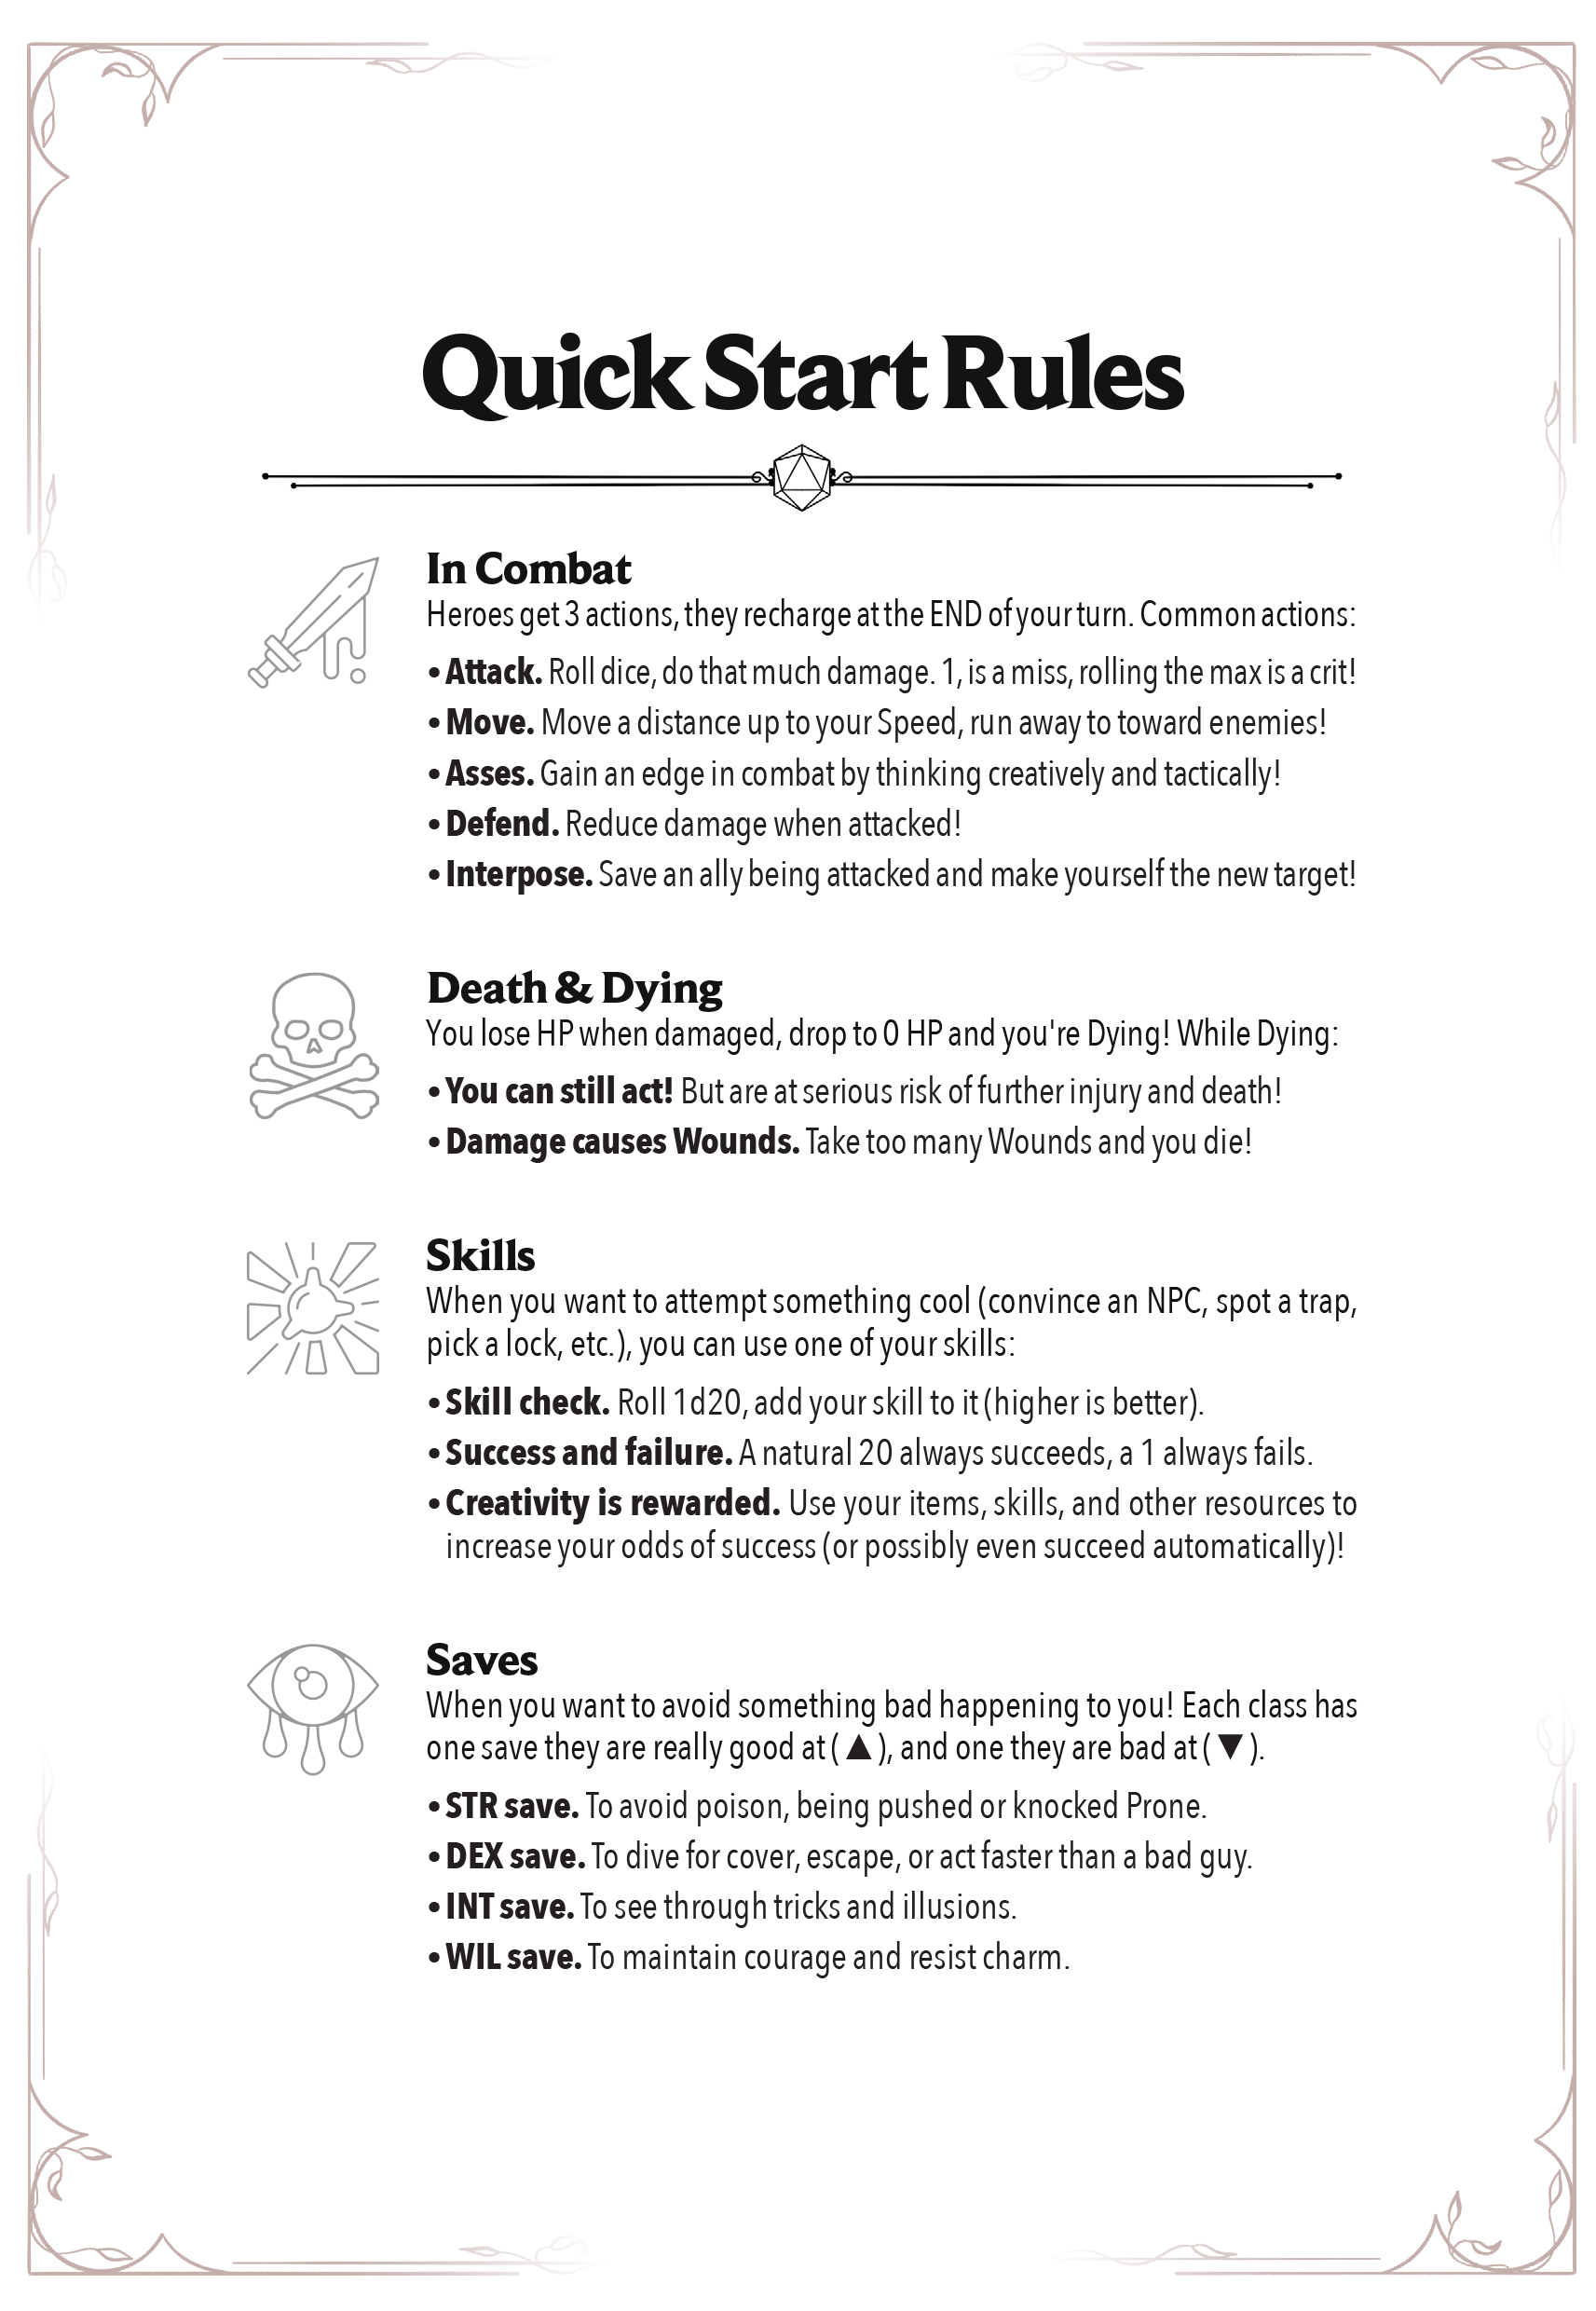 Quick Start Rules
In Combat
Heroes get 3 actions, they recharge at the END of your turn. Common actions:
• Attack. Roll dice, do that much damage. 1, is a miss, rolling the max is a crit!
• Move. Move a distance up to your Speed, run away to toward enemies!
• Asses. Gain an edge in combat by thinking creatively and tactically!
• Defend. Reduce damage when attacked!
• Interpose. Save an ally being attacked and make yourself the new target!
Death & Dying
You lose HP when damaged, drop to 0 HP and you're Dying! While Dying:
• You can still act! But are at serious risk of further injury and death!
• Damage causes Wounds. Take too many Wounds and you die!
Skills
When you want to attempt something cool (convince an NPC, spot a trap,
pick a lock, etc.), you can use one of your skills:
• Skill check. Roll 1d20, add your skill to it (higher is better).
• Success and failure. A natural 20 always succeeds, a 1 always fails.
• Creativity is rewarded. Use your items, skills, and other resources to
increase your odds of success (or possibly even succeed automatically)!
Saves
When you want to avoid something bad happening to you! Each class has
one save they are really good at ( ▲ ), and one they are bad at ( ▼ ).
• STR save. To avoid poison, being pushed or knocked Prone.
• DEX save. To dive for cover, escape, or act faster than a bad guy.
• INT save. To see through tricks and illusions.
• WIL save. To maintain courage and resist charm.